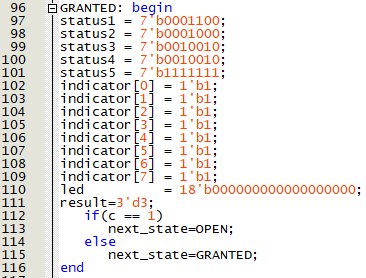 96 GRANTED: begin
97 status1 = 7'b0001100;
98 status2 = 7'b0001000;
99 status3 = 7'b0010010;
100 status4 = 7'b0010010;
101 status5 = 7'b1111111;
102 indicator[0] = 1'b1;
103 indicator[1] = 1'b1;
104 indicator[2] = 1'b1;
105 indicator[3] = 1'b1;
106 indicator[4] = 1'b1;
107 indicator[5] = 1'b1;
108 indicator[6] = 1'b1;
109 indicator[7] = 1'b1;
110 led = 18'b000000000000000000;
111 result=3'd3;
112 if(c == 1)
113 next_state=OPEN;
114 else
115 next_state=GRANTED;
116 end